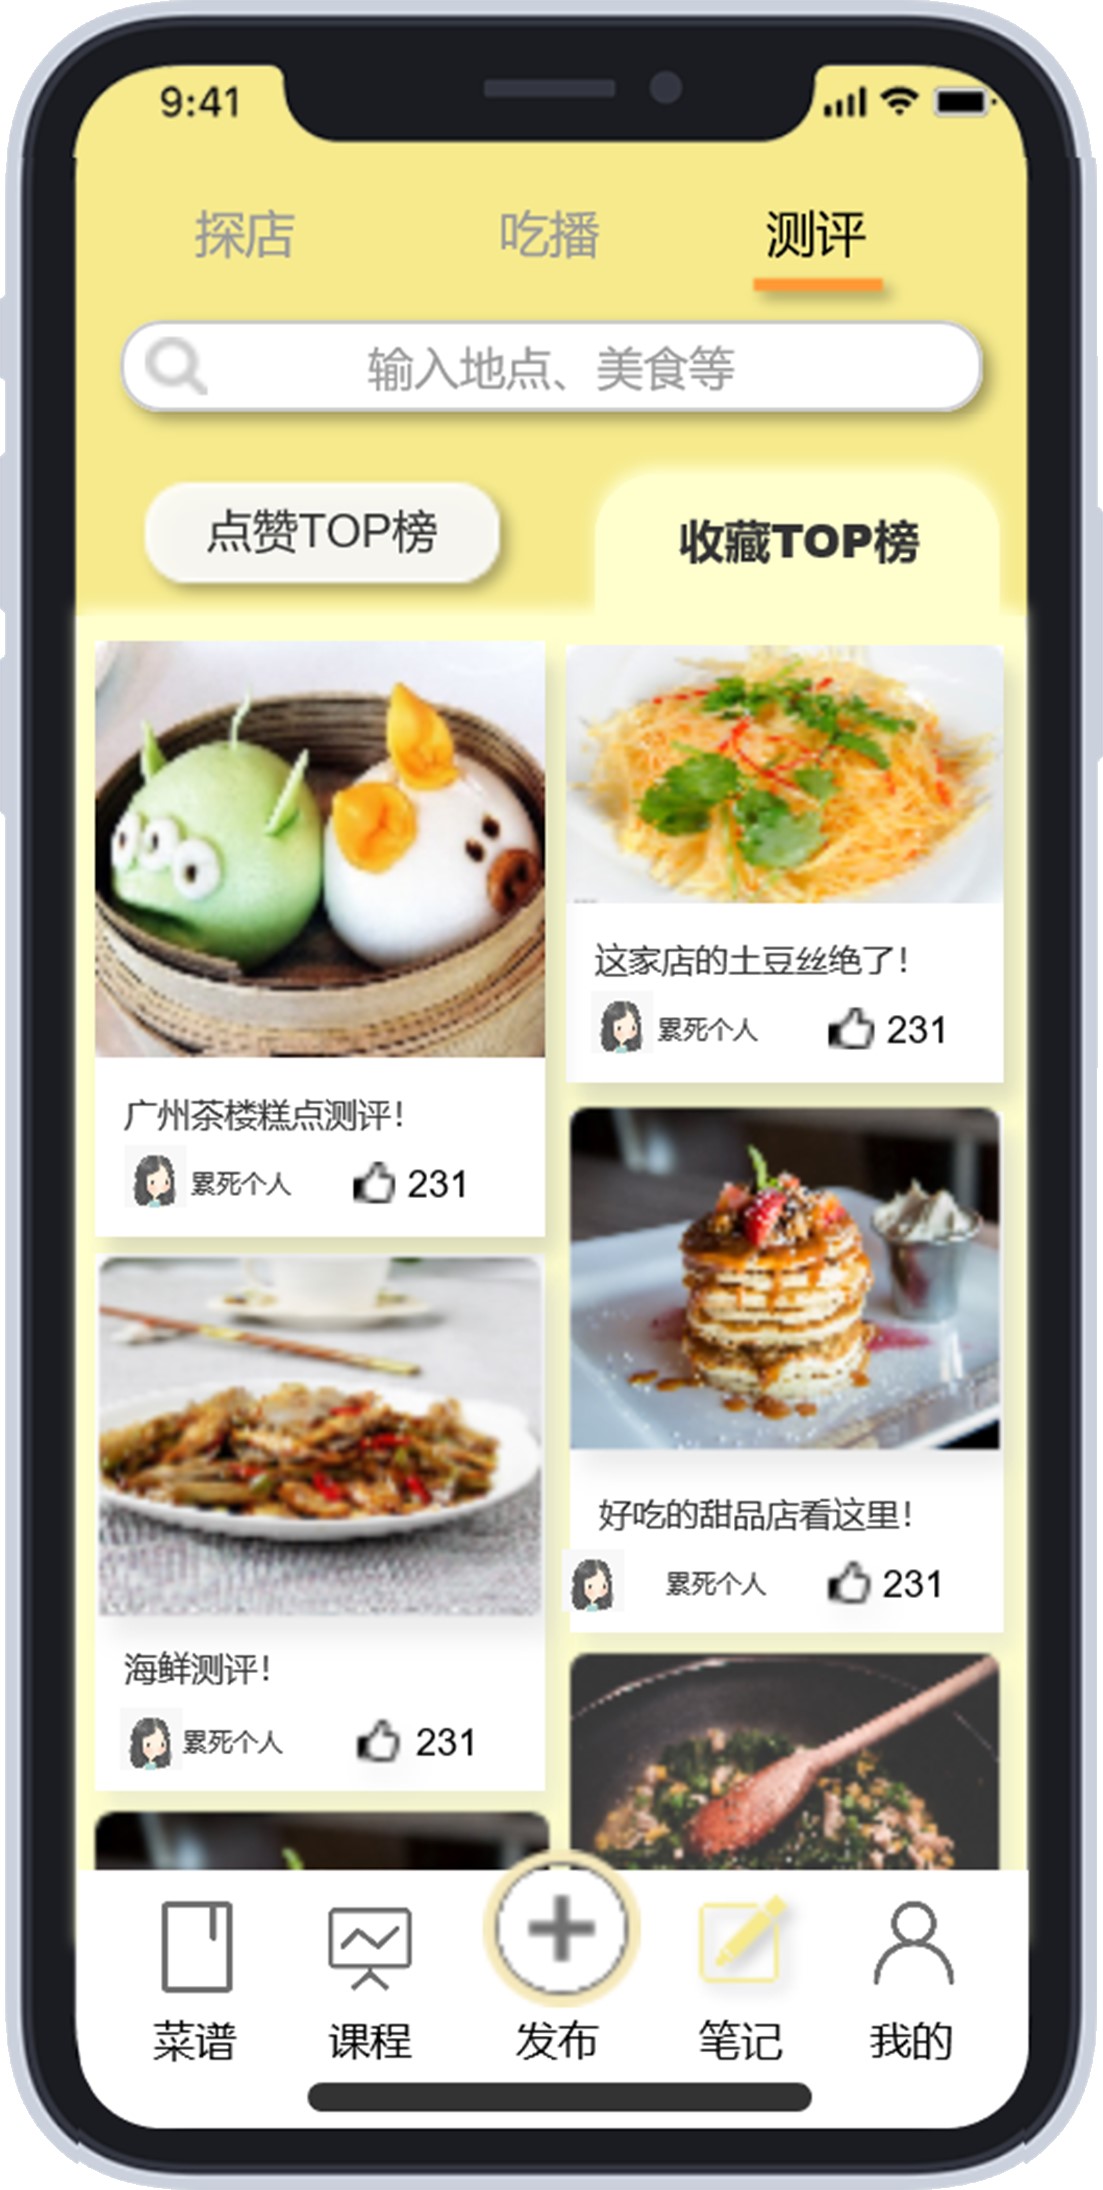 9:41
探店 吃播 测评
输入地点、美食等
点赞TOP榜 收藏TOP榜
这家店的土豆丝绝了！
累死个人 231
广州茶楼糕点测评！
累死个人 231
好吃的甜品店看这里！
累死个人 231
海鲜测评！
累死个人 231
菜谱 课程 发布 笔记 我的